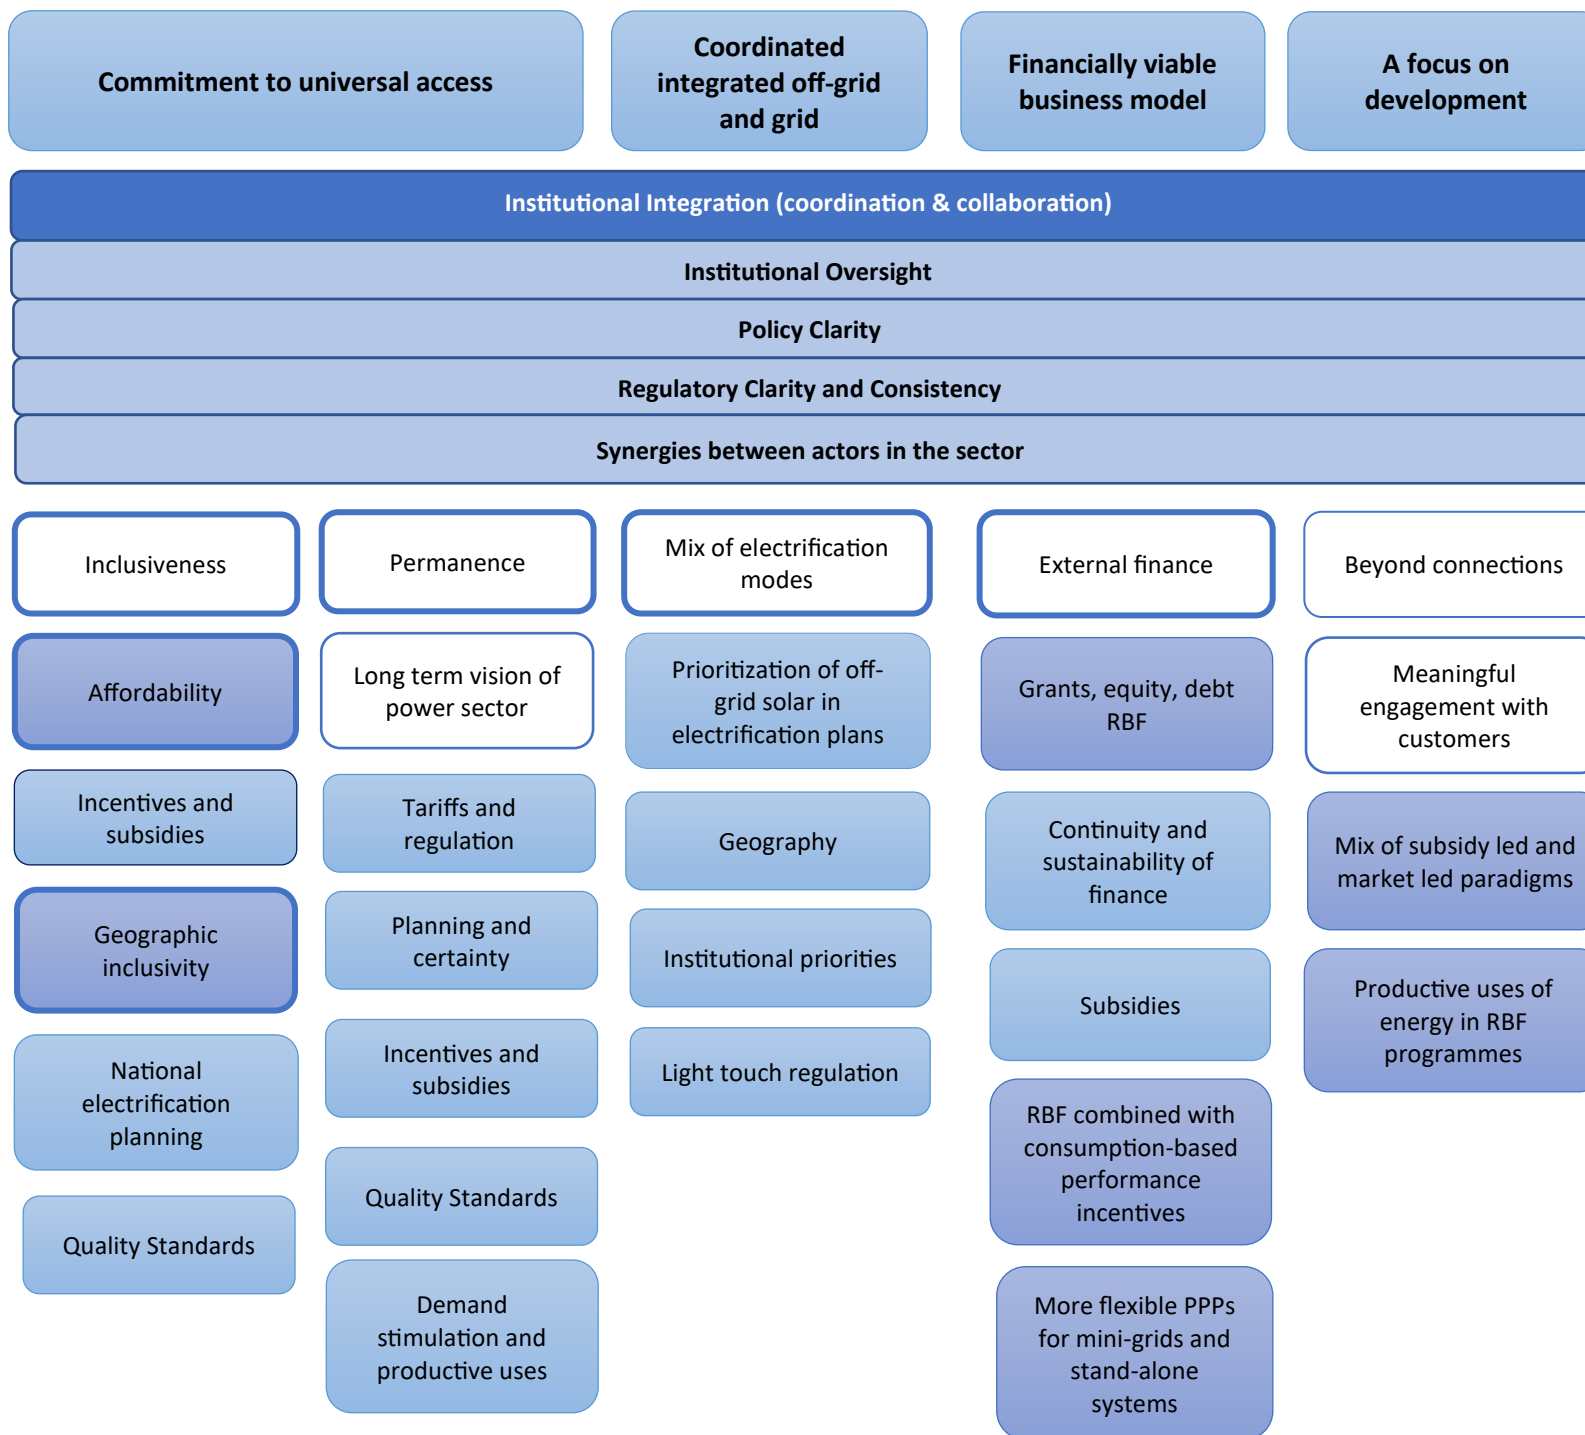 Commitment to universal access
Coordinated
integrated off-grid
and grid
Financially viable
business model
A focus on
development
Institutional Integration (coordination & collaboration)
Institutional Oversight
Policy Clarity
Regulatory Clarity and Consistency
Synergies between actors in the sector
Inclusiveness
Affordability
Incentives and
subsidies
Geographic
inclusivity
National
electrification
planning
Quality Standards
Permanence
Long term vision of
power sector
Tariffs and
regulation
Planning and
certainty
Incentives and
subsidies
Quality Standards
Demand
stimulation and
productive uses
Mix of electrification
modes
Prioritization of off-
grid solar in
electrification plans
Geography
Institutional priorities
Light touch regulation
External finance
Grants, equity, debt
RBF
Continuity and
sustainability of
finance
Subsidies
RBF combined with
consumption-based
performance
incentives
More flexible PPPs
for mini-grids and
stand-alone
systems
Beyond connections
Meaningful
engagement with
customers
Mix of subsidy led and
market led paradigms
Productive uses of
energy in RBF
programmes